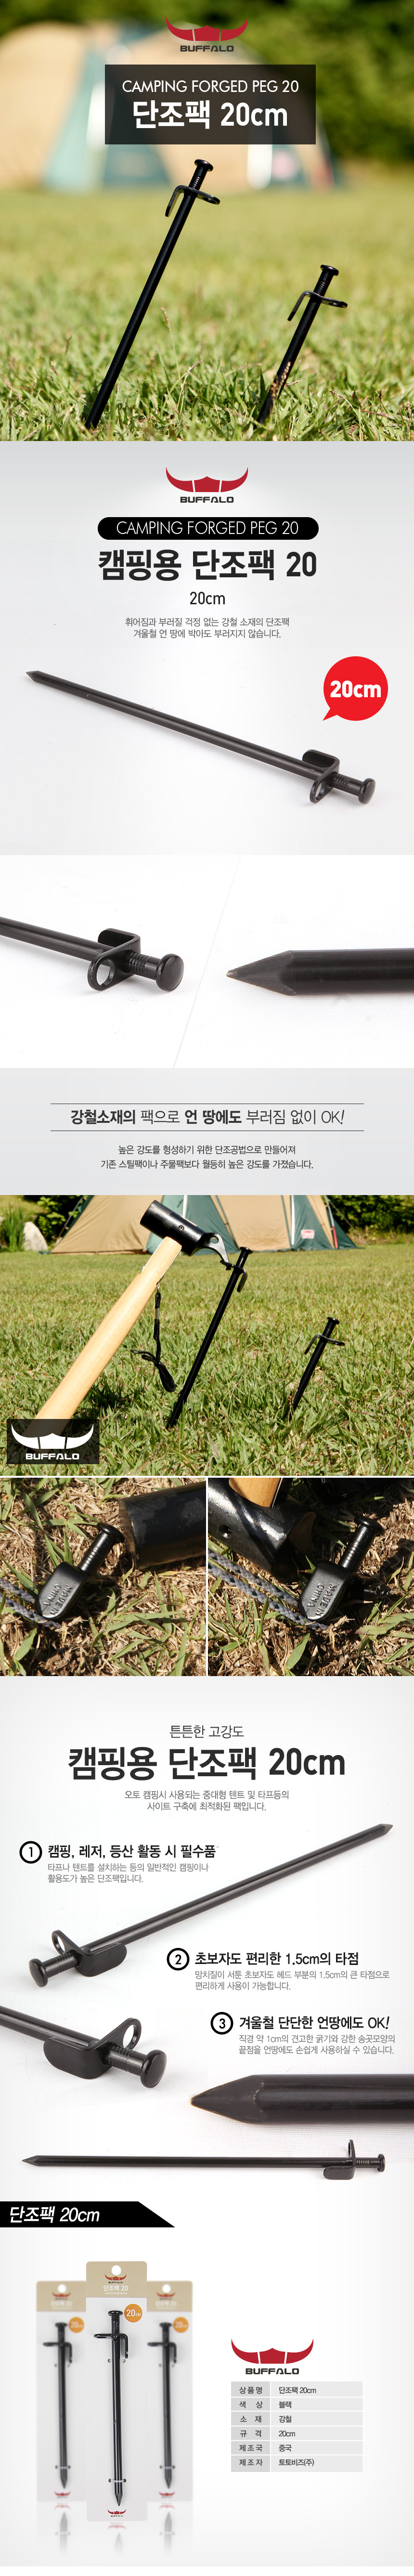 BUFFALO
CAMPING FORGED PEG 20
단조팩 20cm
BUFFALO
CAMPING FORGED PEG 20
캠핑용 단조팩 20
20cm
휘어짐과 부러질 걱정 없는 강철 소재의 단조팩
겨울철 언 땅에 박아도 부러지지 않습니다.
20cm
강철소재의 팩으로 언 땅에도 부러짐 없이 OK!
높은 강도를 형성하기 위한 단조공법으로 만들어져
기존 스틸팩이나 주물팩보다 월등히 높은 강도를 가졌습니다.
BUFFALO
튼튼한 고강도
캠핑용 단조팩 20cm
오토 캠핑시 사용되는 중대형 텐트 및 타프등의
사이트 구축에 최적화된 팩입니다.
1 캠핑, 레저, 등산 활동 시 필수품
타프나 텐트를 설치하는 등의 일반적인 캠핑이나
활용도가 높은 단조팩입니다.
2 초보자도 편리한 1.5cm의 타점
망치질이 서툰 초보자도 헤드 부분의 1.5cm의 큰 타점으로
편리하게 사용이 가능합니다.
3 겨울철 단단한 언땅에도 OK!
직경 약 1cm의 견고한 굵기와 강한 송곳모양의
끝점을 언땅에도 손쉽게 사용하실 수 있습니다.
단조팩 20cm
BUFFALO
단조팩 20
20cm
20cm
20cm
BUFFALO
상품명 단조팩 20cm
색 상 블랙
소 재 강철
규 격 20cm
제조국 중국
제조자 토토비즈(주)